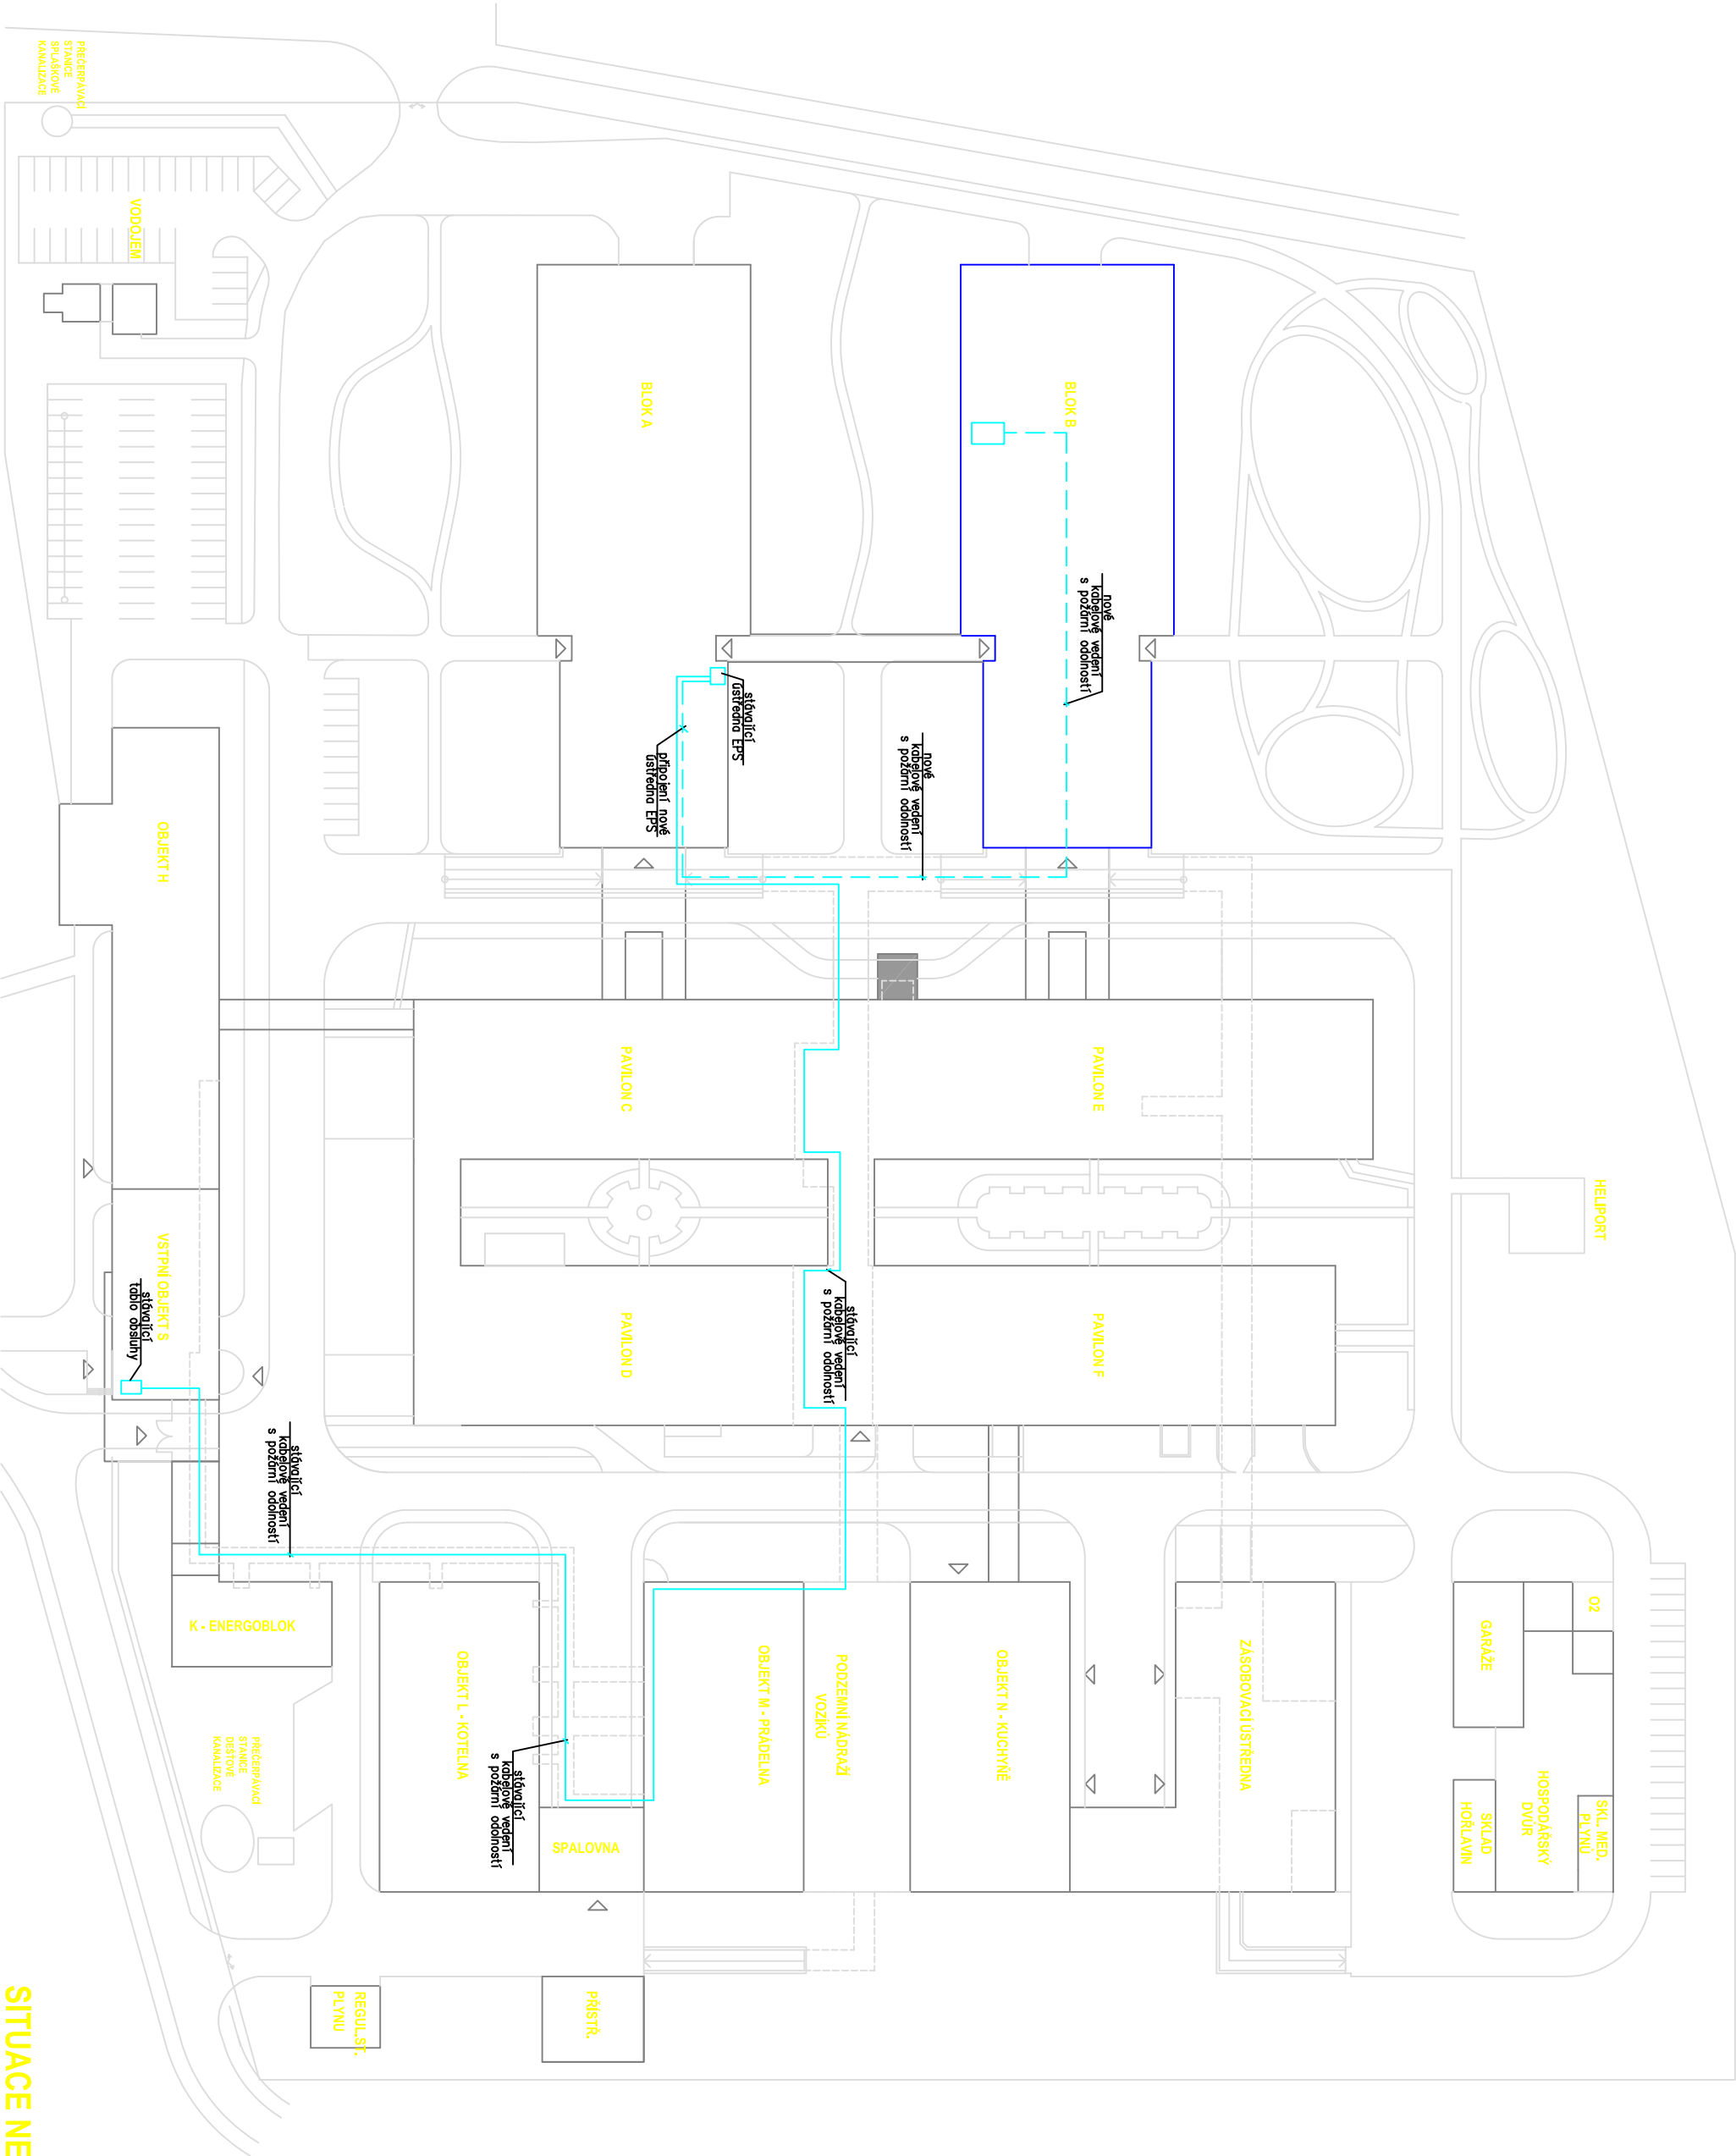 PŘEČERPÁVACÍ
STANICE
SPLAŠKOVÉ
KANALIZACE
VODOJEM
BLOK A
BLOK B
nové
kabelové vedení
s požární odolností
stávající
ústředna EPS
připojení nové
ústředna EPS
nové
kabelové vedení
s požární odolností
OBJEKT H
PAVILON C
PAVILON E
HELIPORT
VSTPNÍ OBJEKT S
stávající
tablo obsluhy
PAVILON D
PAVILON F
stávající
kabelové vedení
s požární odolností
stávající
kabelové vedení
s požární odolností
K - ENERGOBLOK
OBJEKT L - KOTELNA
OBJEKT M - PRÁDELNA
PODZEMNÍ NÁDRAŽÍ
VOZÍKŮ
OBJEKT N - KUCHYNĚ
ZÁSOBOVACÍ ÚSTŘEDNA
GARÁŽE
O2
PŘEČERPÁVACÍ
STANICE
DEŠŤOVÉ
KANALIZACE
stávající
kabelové vedení
s požární odolností
SPALOVNA
HOSPODÁŘSKÝ
DVŮR
SKLAD
HOŘLAVIN
SKL. MED.
PLYNŮ
REGUL.ST.
PLYNU
PŘÍSTŘ.
SITUACE NE